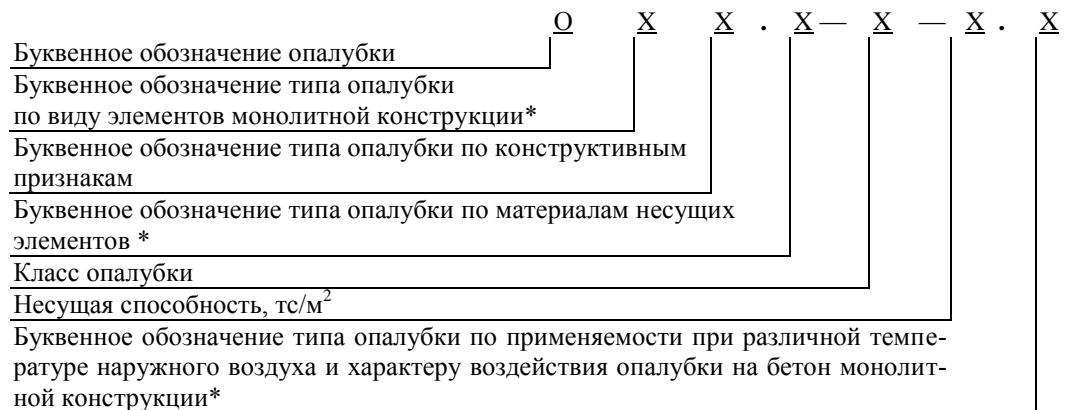 О Х Х . Х — Х — Х . Х
Буквенное обозначение опалубки
Буквенное обозначение типа опалубки
по виду элементов монолитной конструкции*
Буквенное обозначение типа опалубки по конструктивным
признакам
Буквенное обозначение типа опалубки по материалам несущих
элементов *
Класс опалубки
Несущая способность, тс/м²
Буквенное обозначение типа опалубки по применяемости при различной темпе-
ратуре наружного воздуха и характеру воздействия опалубки на бетон монолит-
ной конструкции*